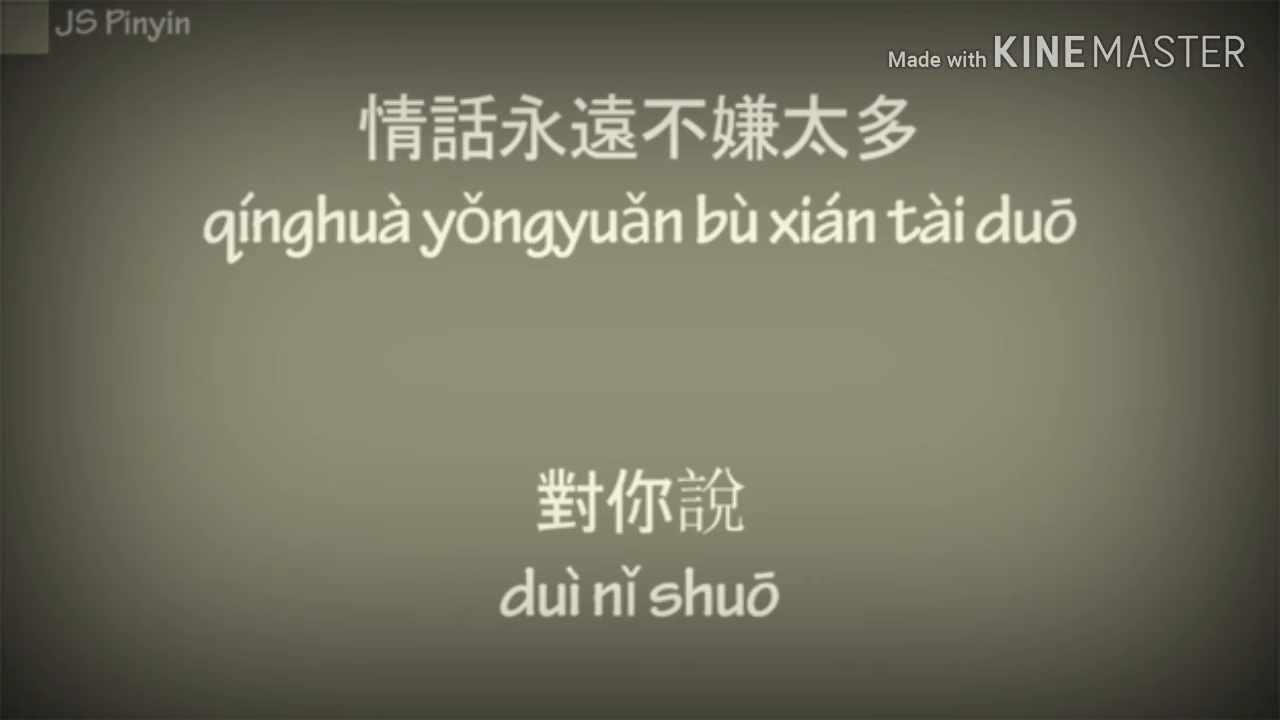 JS Pinyin
Made with KINEMASTER
情話永遠不嫌太多
qínghuà yǒngyuǎn bù xián tài duō
對你說
duì nǐ shuō